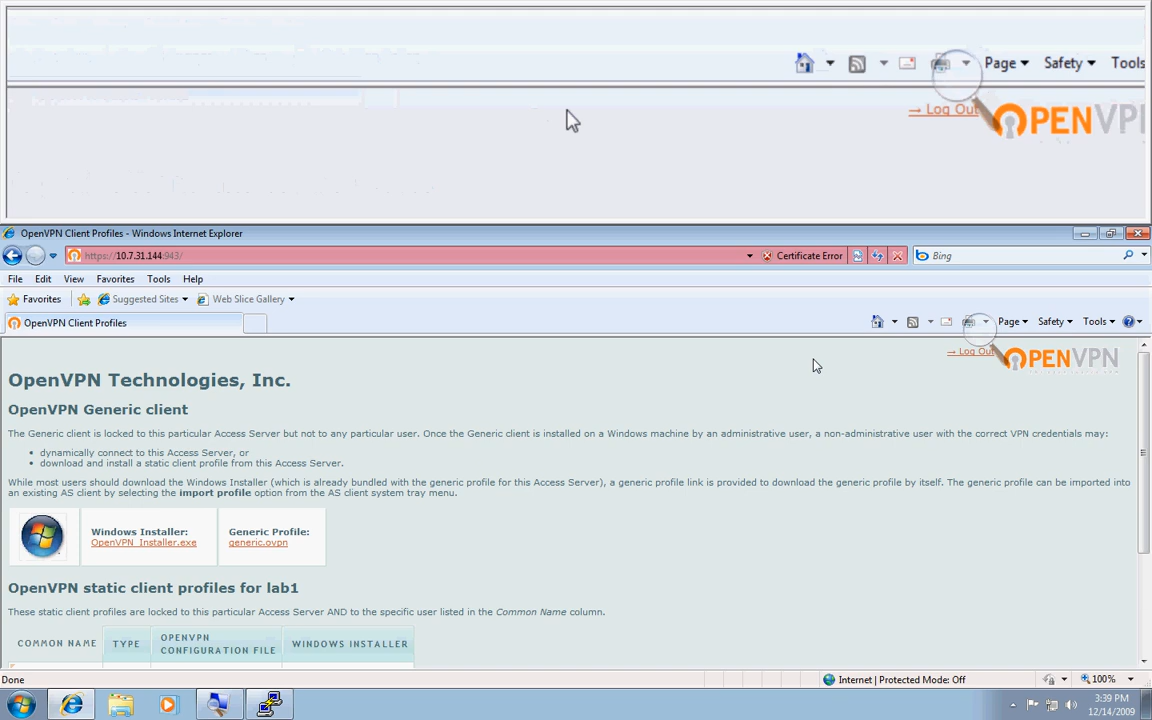 Page Safety Tools
→ Log Out OPENVPN
OpenVPN Client Profiles - Windows Internet Explorer
https://10.7.31.144:943/ Certificate Error Bing
File Edit View Favorites Tools Help
Favorites Suggested Sites Web Slice Gallery
OpenVPN Client Profiles Page Safety Tools
→ Log Out OPENVPN
OpenVPN Technologies, Inc.
OpenVPN Generic client
The Generic client is locked to this particular Access Server but not to any particular user. Once the Generic client is installed on a Windows machine by an administrative user, a non-administrative user with the correct VPN credentials may:
• dynamically connect to this Access Server, or
• download and install a static client profile from this Access Server.
While most users should download the Windows Installer (which is already bundled with the generic profile for this Access Server), a generic profile link is provided to download the generic profile by itself. The generic profile can be imported into
an existing AS client by selecting the import profile option from the AS client system tray menu.
Windows Installer: Generic Profile:
OpenVPN_Installer.exe generic.ovpn
OpenVPN static client profiles for lab1
These static client profiles are locked to this particular Access Server AND to the specific user listed in the Common Name column.
COMMON NAME TYPE OPENVPN CONFIGURATION FILE WINDOWS INSTALLER
Done Internet | Protected Mode: Off 100%
3:39 PM
12/14/2009